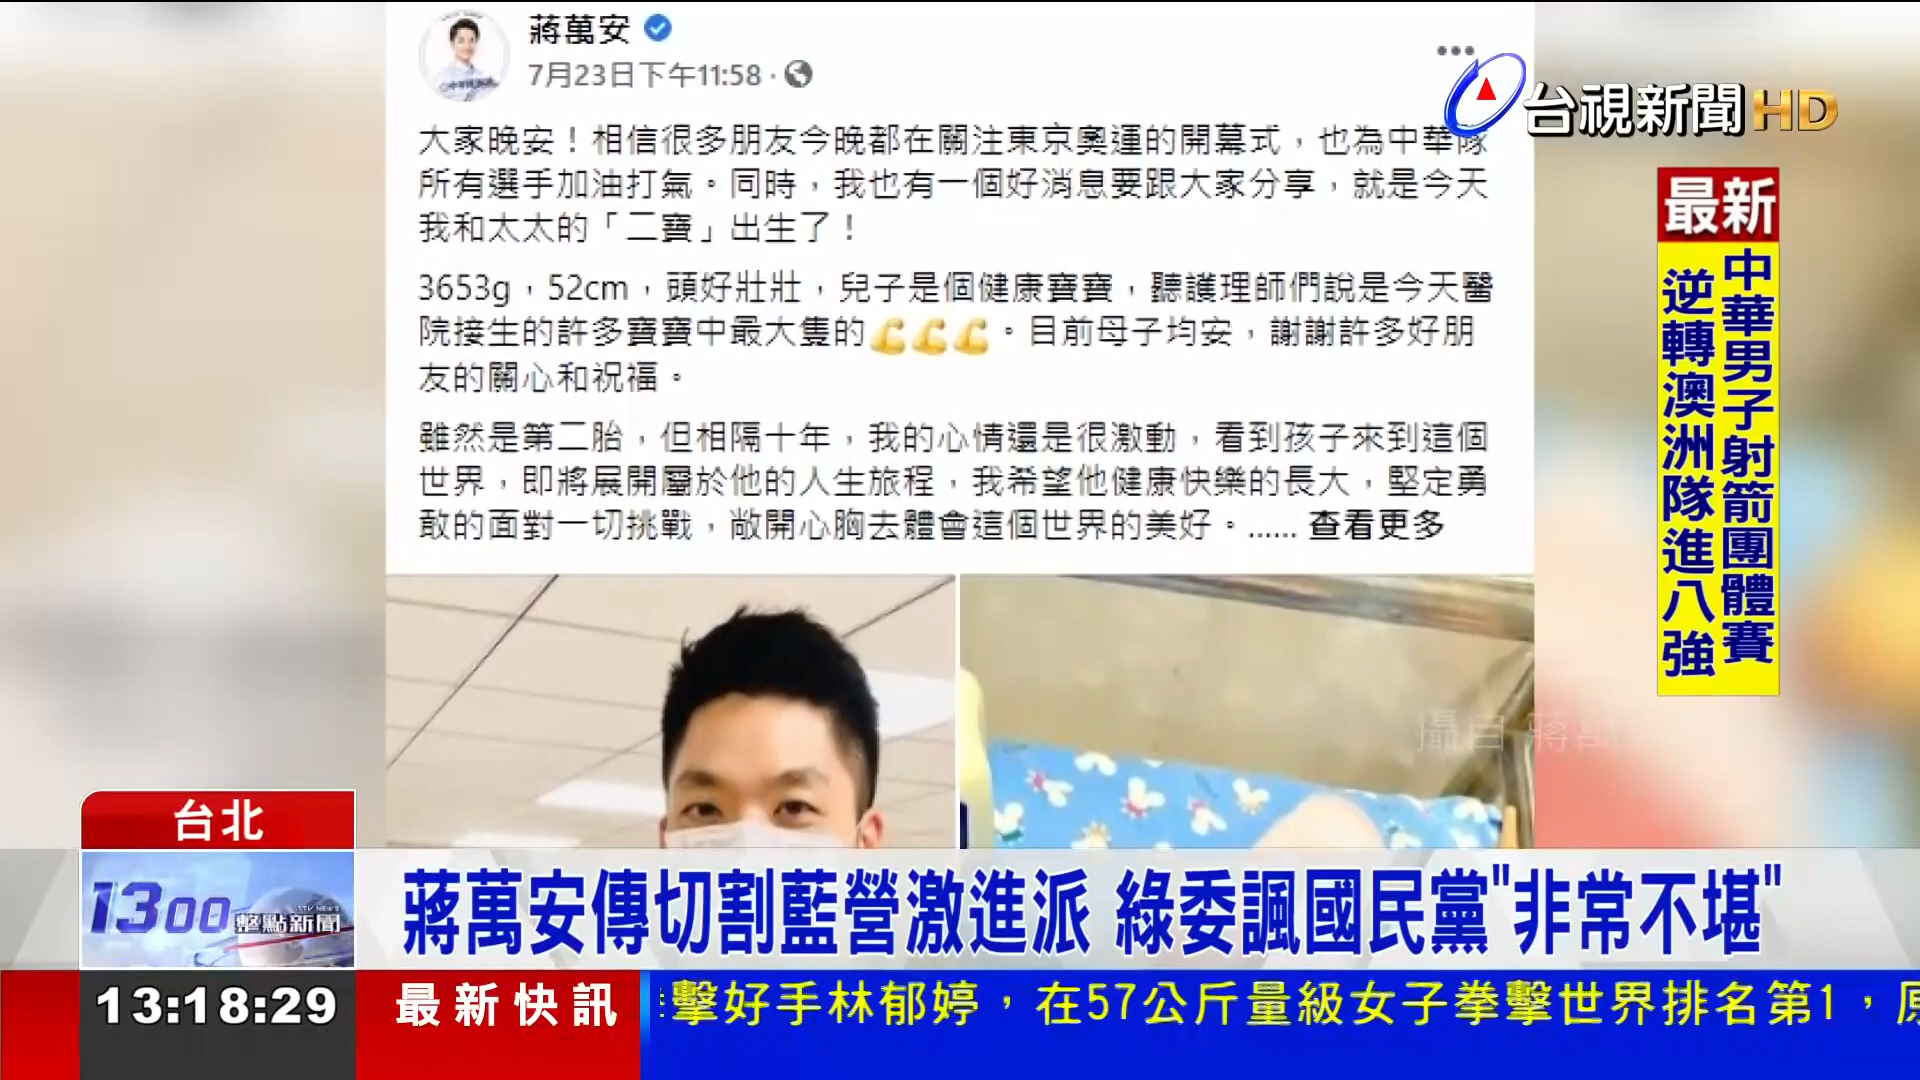 蔣萬安
7月23日下午11:58
大家晚安！相信很多朋友今晚都在關注東京奧運的開幕式，也為中華隊
所有選手加油打氣。同時，我也有一個好消息要跟大家分享，就是今天
我和太太的「二寶」出生了！
3653g，52cm，頭好壯壯，兒子是個健康寶寶，聽護理師們說是今天醫
院接生的許多寶寶中最大隻的💪💪💪。目前母子均安，謝謝許多好朋
友的關心和祝福。
雖然是第二胎，但相隔十年，我的心情還是很激動，看到孩子來到這個
世界，即將展開屬於他的人生旅程，我希望他健康快樂的長大，堅定勇
敢的面對一切挑戰，敞開心胸去體會這個世界的美好。...... 查看更多
台視新聞HD
最新
中華男子射箭團體賽
逆轉澳洲隊進八強
攝自 蔣萬
台北
1300
TTV NEWS
整點新聞
蔣萬安傳切割藍營激進派 綠委諷國民黨"非常不堪"
13:18:29
最新快訊
擊好手林郁婷，在57公斤量級女子拳擊世界排名第1，原